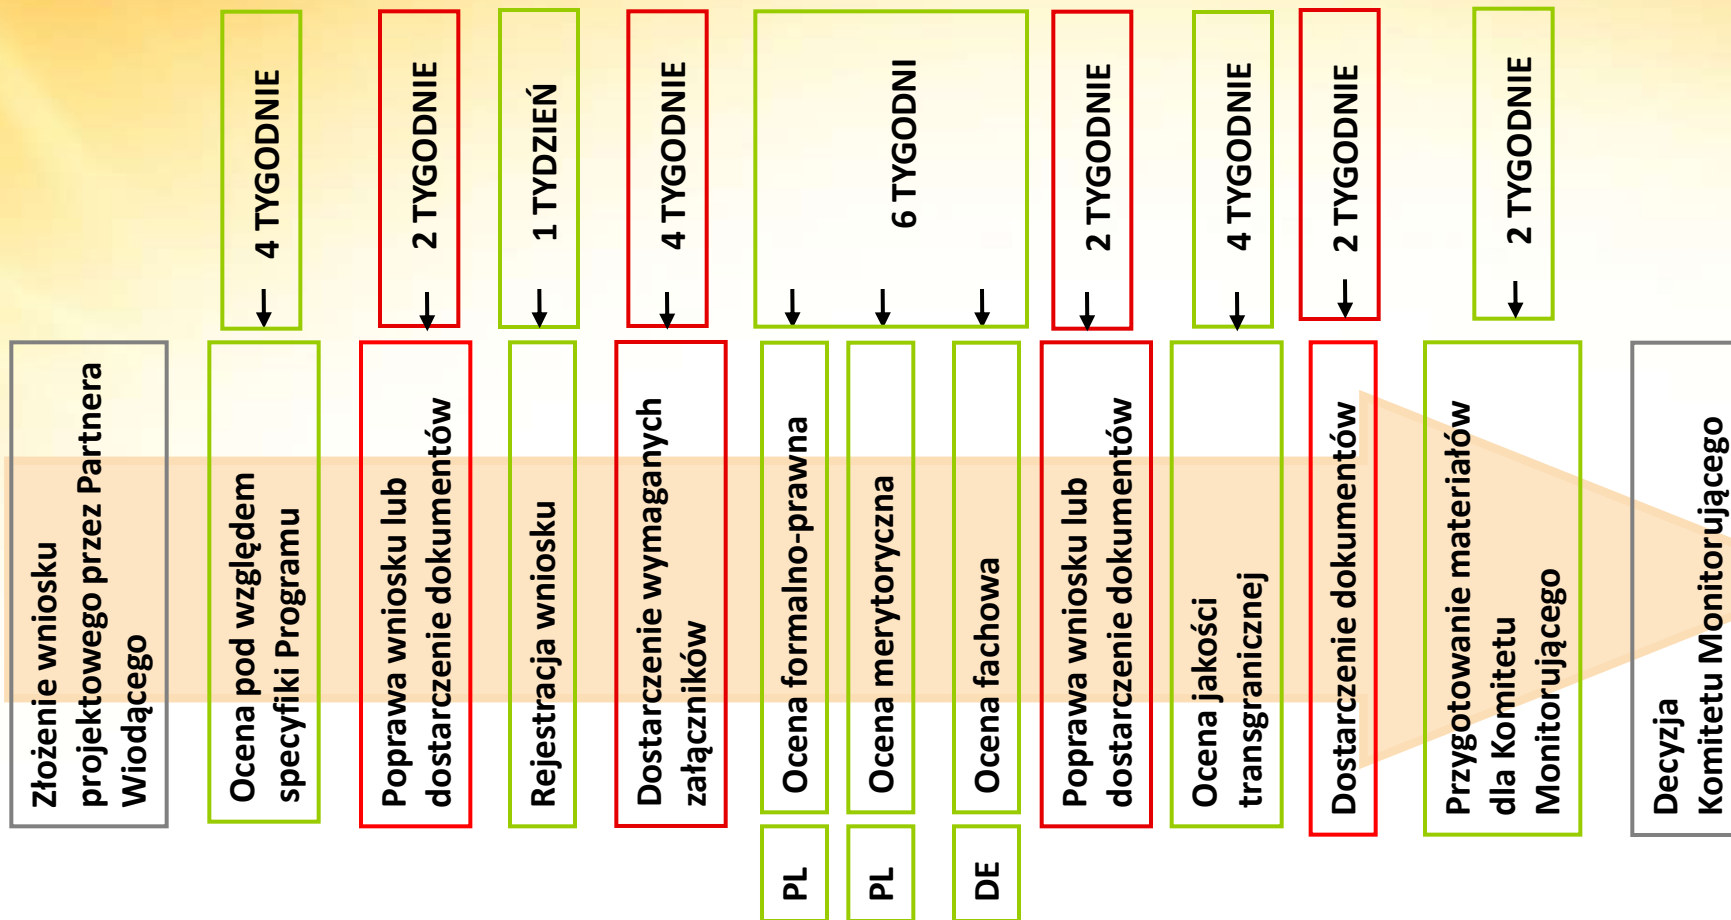 Złożenie wniosku
projektowego przez Partnera
Wiodącego
4 TYGODNIE
Ocena pod względem
specyfiki Programu
2 TYGODNIE
Poprawa wniosku lub
dostarczenie dokumentów
1 TYDZIEŃ
Rejestracja wniosku
4 TYGODNIE
Dostarczenie wymaganych
załączników
6 TYGODNI
PL
Ocena formalno-prawna
PL
Ocena merytoryczna
DE
Ocena fachowa
2 TYGODNIE
Poprawa wniosku lub
dostarczenie dokumentów
4 TYGODNIE
Ocena jakości
transgranicznej
2 TYGODNIE
Dostarczenie dokumentów
2 TYGODNIE
Przygotowanie materiałów
dla Komitetu
Monitorującego
Decyzja
Komitetu Monitorującego